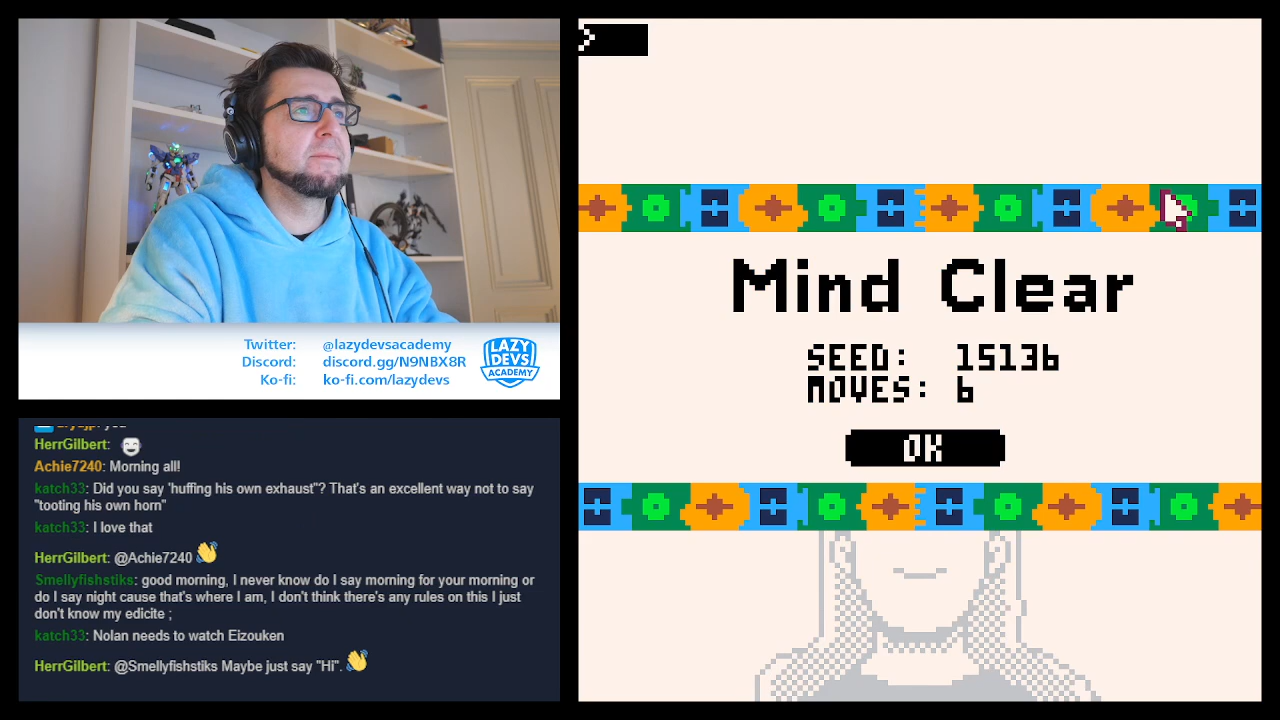 Twitter: @lazydevsacademy
Discord: discord.gg/N9NBX8R
Ko-fi: ko-fi.com/lazydevs
LAZY
DEVS
ACADEMY
HerrGilbert:
Achie7240: Morning all!
katch33: Did you say 'huffing his own exhaust"? That's an excellent way not to say
"tooting his own horn"
katch33: I love that
HerrGilbert: @Achie7240
Smellyfishstiks: good morning, I never know do I say morning for your morning or
do I say night cause that's where I am, I don't think there's any rules on this I just
don't know my edicite ;
katch33: Nolan needs to watch Eizouken
HerrGilbert: @Smellyfishstiks Maybe just say "Hi".
Mind Clear
SEED: 15136
MOVES: 6
OK